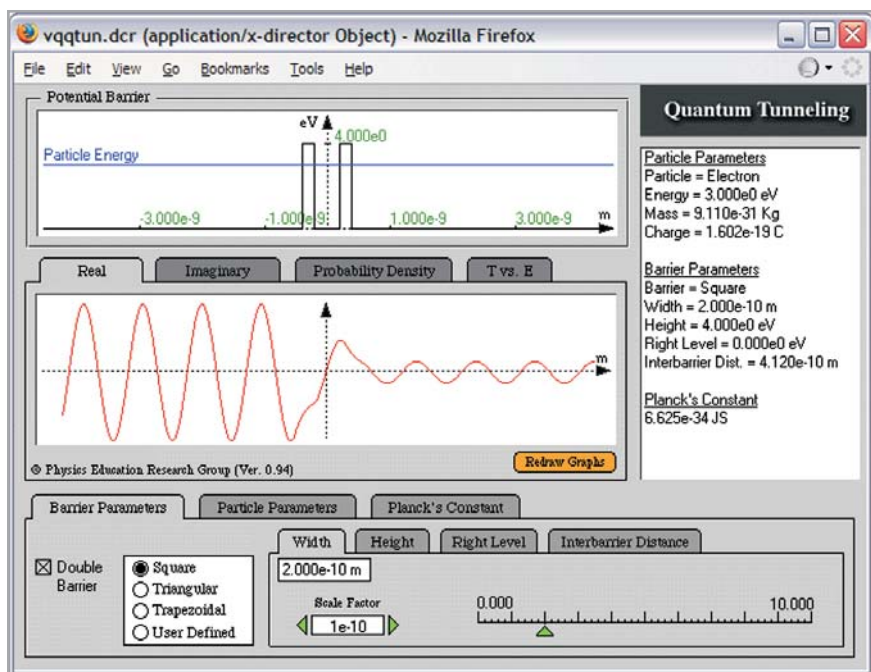 vqqtun.dcr (application/x-director Object) - Mozilla Firefox
File Edit View Go Bookmarks Tools Help
Potential Barrier
eV
4.000e0
Particle Energy
-3.000e-9 -1.000e-9 1.000e-9 3.000e-9 m
Real Imaginary Probability Density T vs. E
m
® Physics Education Research Group (Ver. 0.94)
Redraw Graphs
Quantum Tunneling
Particle Parameters
Particle = Electron
Energy = 3.000e0 eV
Mass = 9.110e-31 Kg
Charge = 1.602e-19 C
Barrier Parameters
Barrier = Square
Width = 2.000e-10 m
Height = 4.000e0 eV
Right Level = 0.000e0 eV
Interbarrier Dist. = 4.120e-10 m
Planck's Constant
6.625e-34 JS
Barrier Parameters Particle Parameters Planck's Constant
Double
Barrier
Square
Triangular
Trapezoidal
User Defined
Width Height Right Level Interbarrier Distance
2.000e-10 m
Scale Factor
1e-10
0.000 10.000